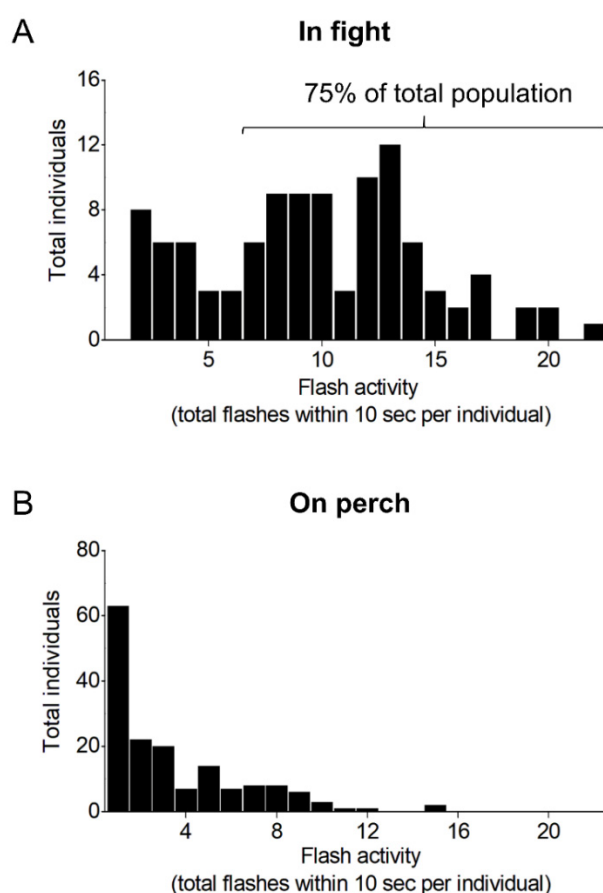 A
In fight
75% of total population
16
12
8
4
0
Total individuals
5 10 15 20
Flash activity
(total flashes within 10 sec per individual)
B
On perch
80
60
40
20
0
Total individuals
4 8 12 16 20
Flash activity
(total flashes within 10 sec per individual)